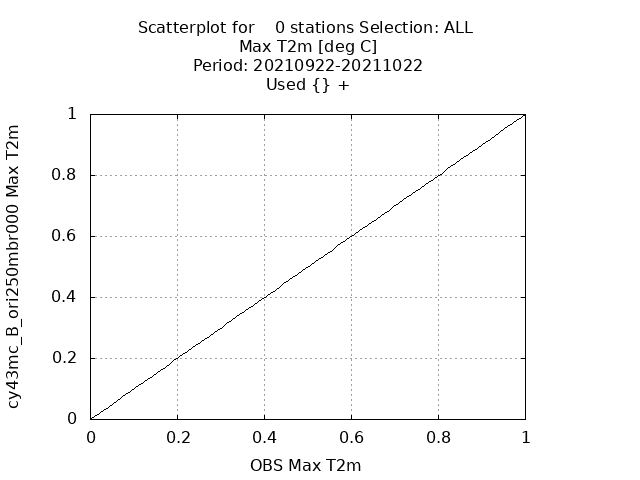 Scatterplot for    0 stations Selection: ALL
Max T2m [deg C]
Period: 20210922-20211022
Used {} +
cy43mc_B_ori250mbr000 Max T2m
1
0.8
0.6
0.4
0.2
0
0 0.2 0.4 0.6 0.8 1
OBS Max T2m